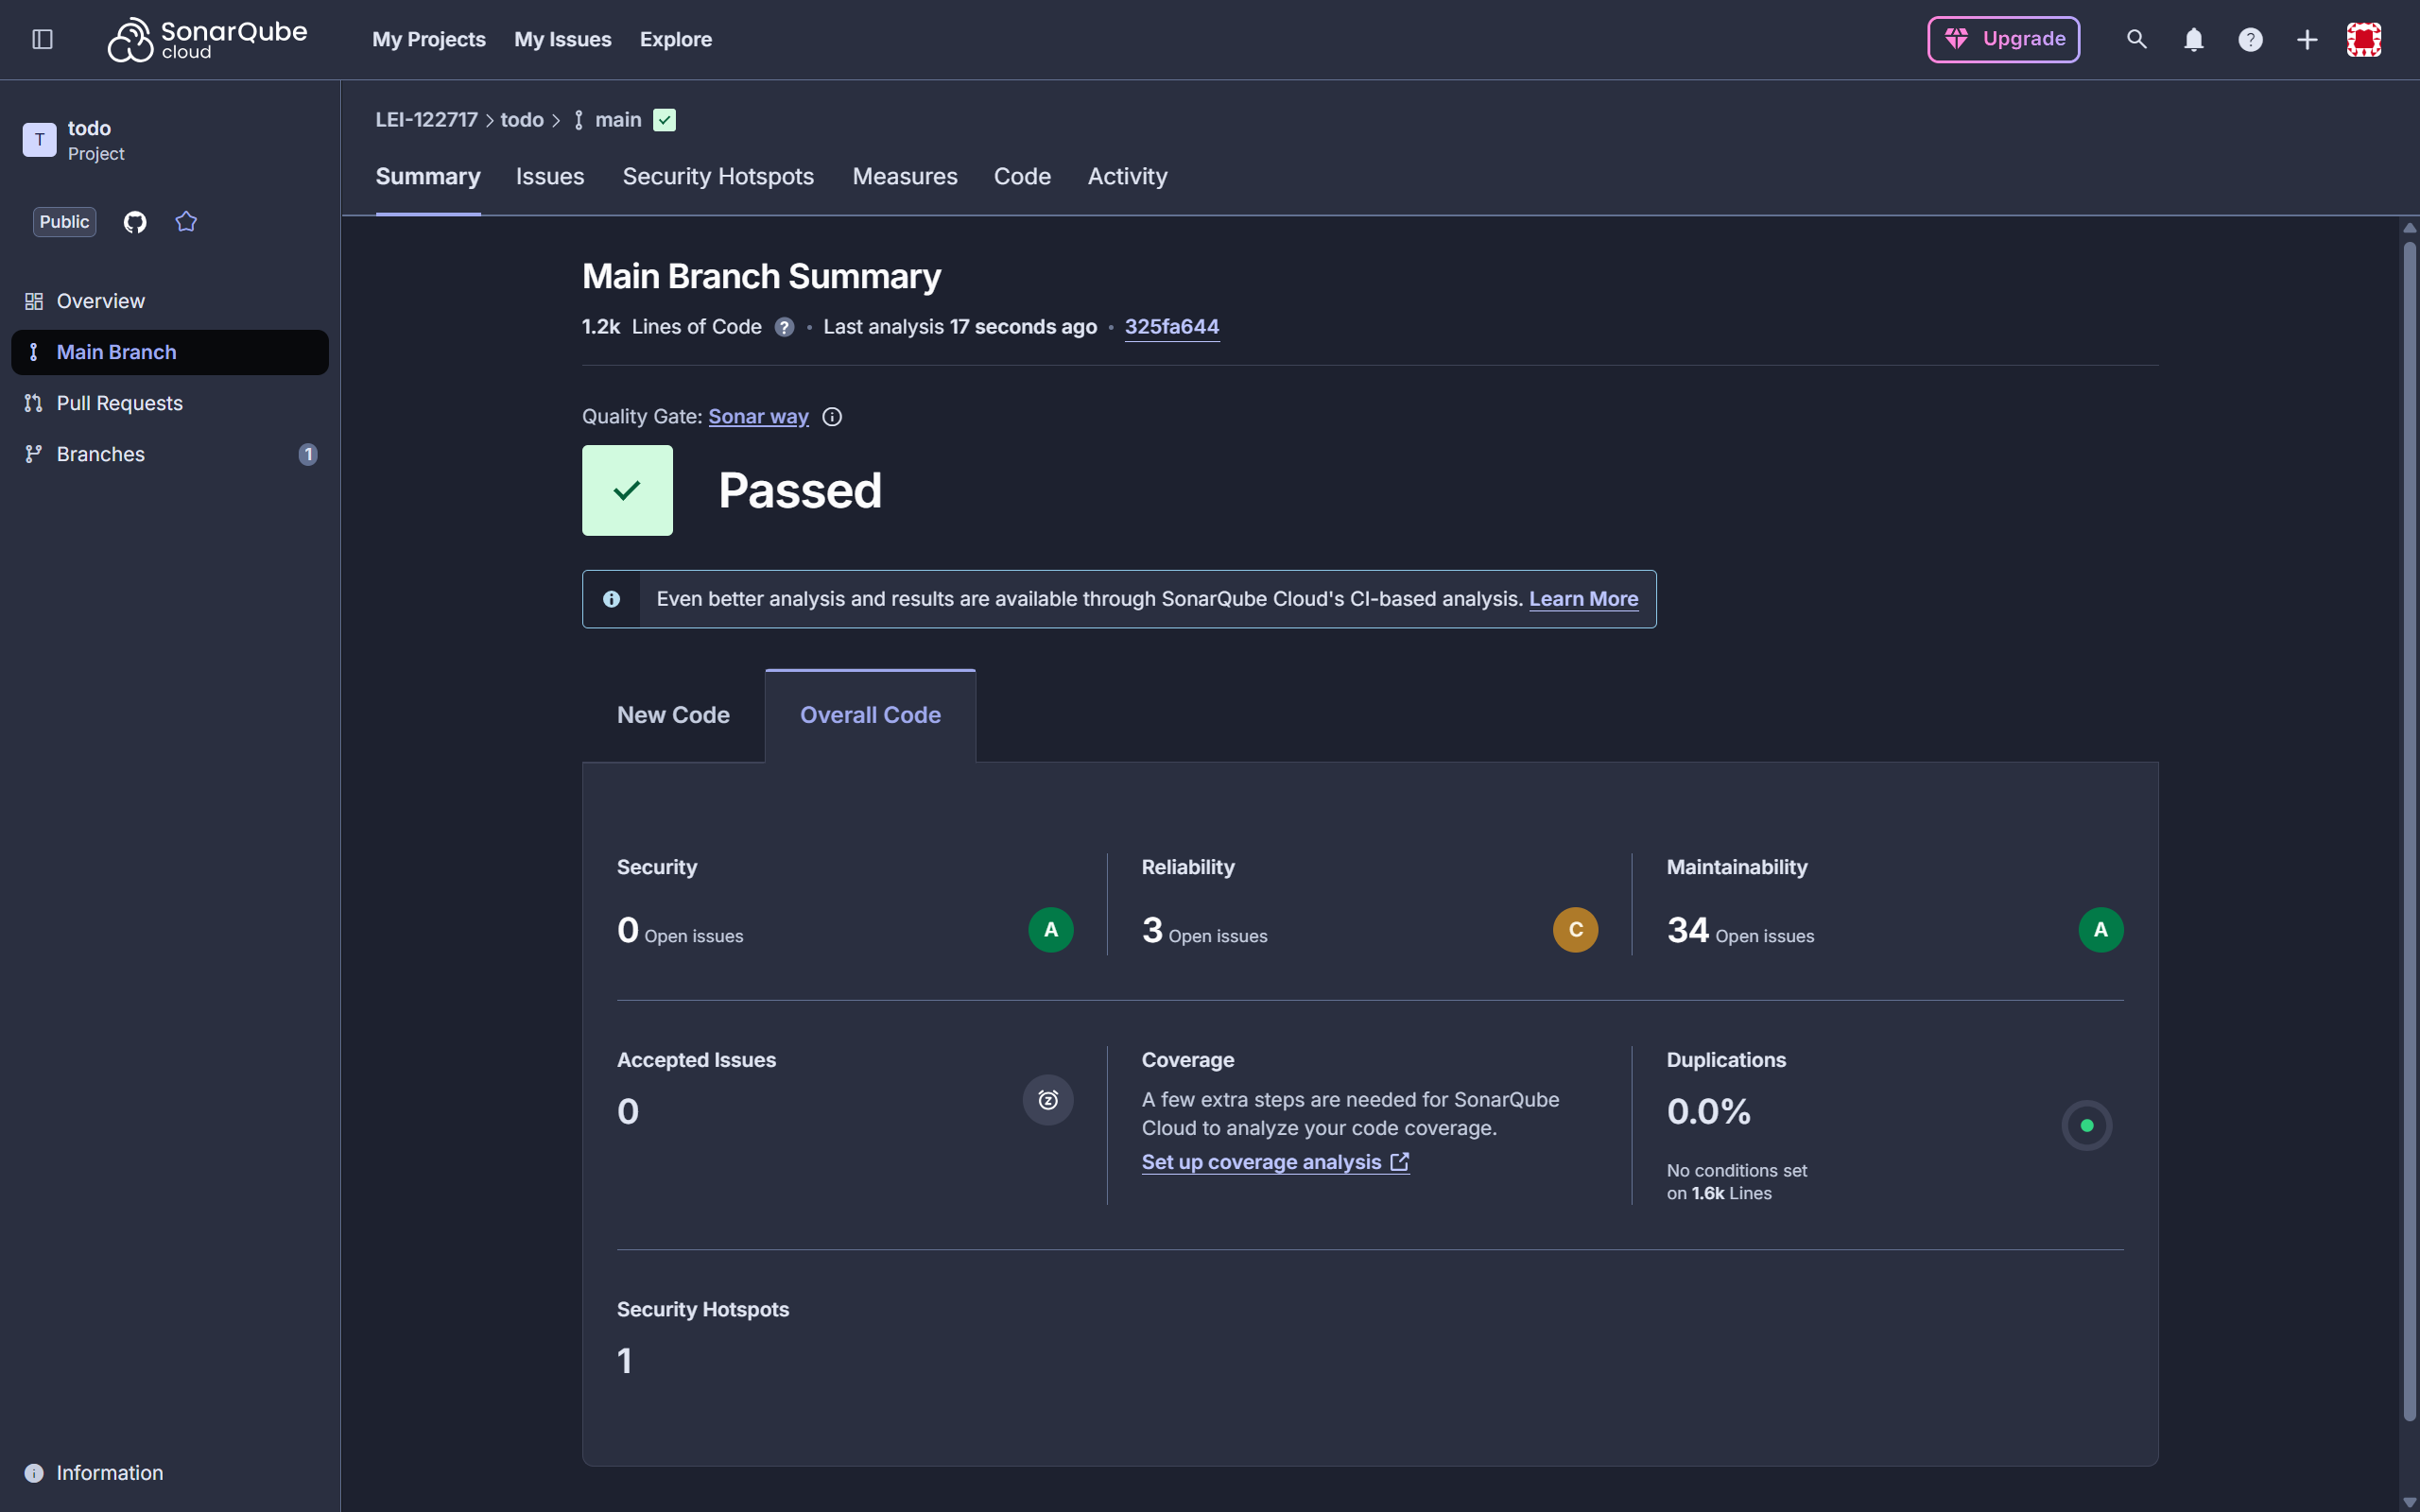 SonarQube
cloud
My Projects
My Issues
Explore
Upgrade
?
T
todo
Project
Public
Overview
Main Branch
Pull Requests
Branches
1
Information
LEI-122717 > todo > main
Summary
Issues
Security Hotspots
Measures
Code
Activity
Main Branch Summary
1.2k Lines of Code ? • Last analysis 17 seconds ago • 325fa644
Quality Gate: Sonar way
Passed
Even better analysis and results are available through SonarQube Cloud's CI-based analysis. Learn More
New Code
Overall Code
Security
0 Open issues
A
Reliability
3 Open issues
C
Maintainability
34 Open issues
A
Accepted Issues
0
Coverage
A few extra steps are needed for SonarQube
Cloud to analyze your code coverage.
Set up coverage analysis
Duplications
0.0%
No conditions set
on 1.6k Lines
Security Hotspots
1